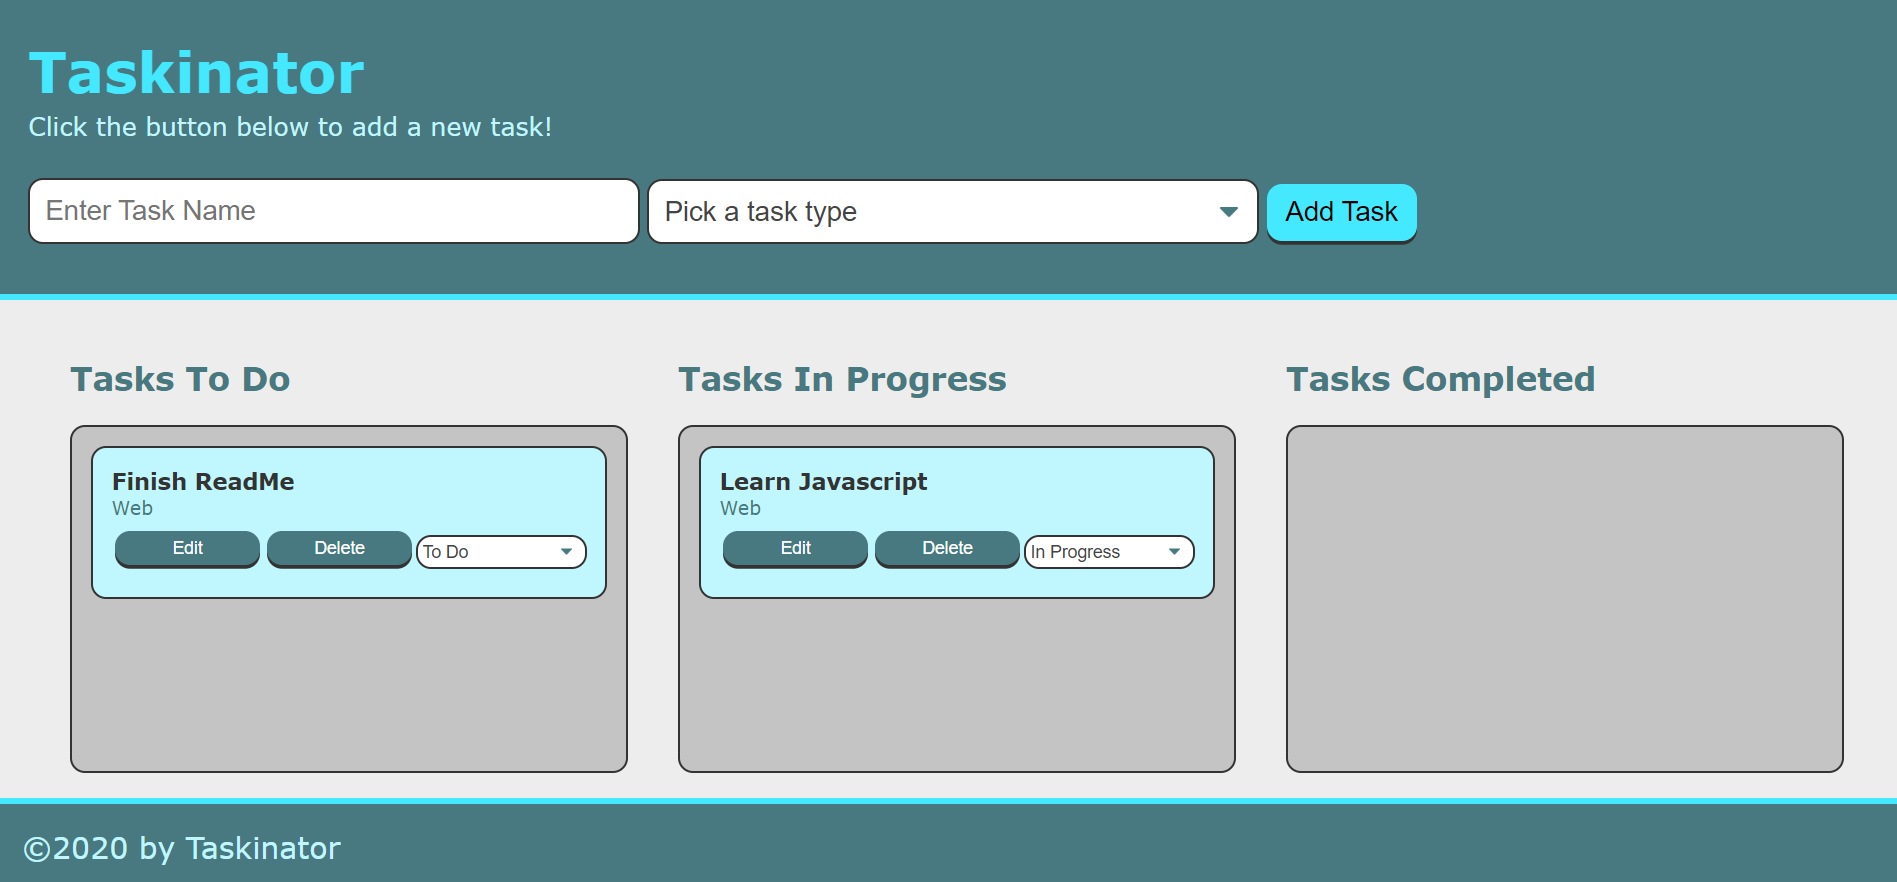 Taskinator
Click the button below to add a new task!
Enter Task Name
Pick a task type
Add Task
Tasks To Do
Finish ReadMe
Web
Edit
Delete
To Do
Tasks In Progress
Learn Javascript
Web
Edit
Delete
In Progress
Tasks Completed
©2020 by Taskinator